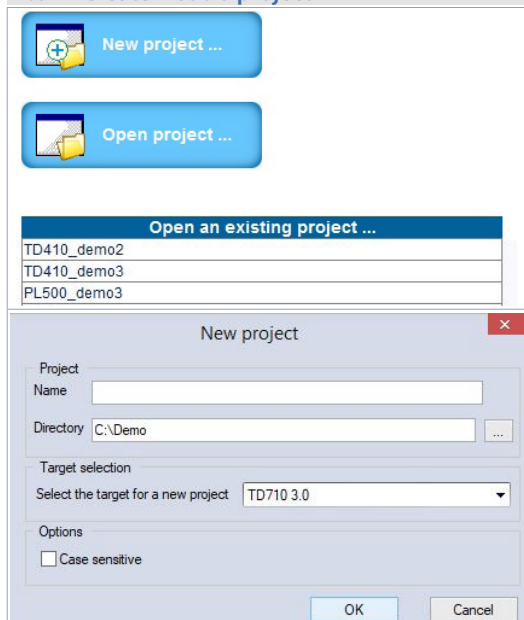 New project ...
Open project ...
Open an existing project ...
TD410_demo2
TD410_demo3
PL500_demo3
New project
Project
Name
Directory C:\Demo ...
Target selection
Select the target for a new project TD710 3.0
Options
Case sensitive
OK Cancel